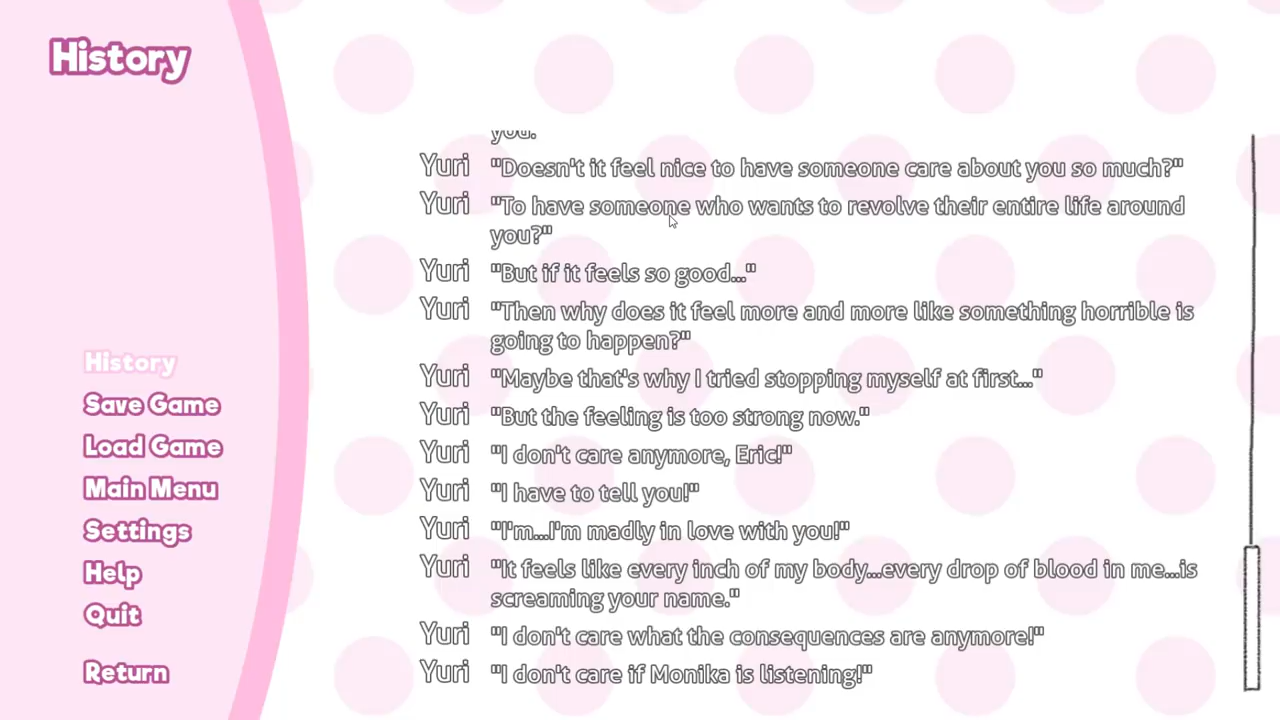 History
you.
Yuri "Doesn't it feel nice to have someone care about you so much?"
Yuri "To have someone who wants to revolve their entire life around
you?"
Yuri "But if it feels so good..."
Yuri "Then why does it feel more and more like something horrible is
going to happen?"
Yuri "Maybe that's why I tried stopping myself at first..."
Yuri "But the feeling is too strong now."
Yuri "I don't care anymore, Eric!"
Yuri "I have to tell you!"
Yuri "I'm...I'm madly in love with you!"
Yuri "It feels like every inch of my body...every drop of blood in me...is
screaming your name."
Yuri "I don't care what the consequences are anymore!"
Yuri "I don't care if Monika is listening!"
History
Save Game
Load Game
Main Menu
Settings
Help
Quit
Return